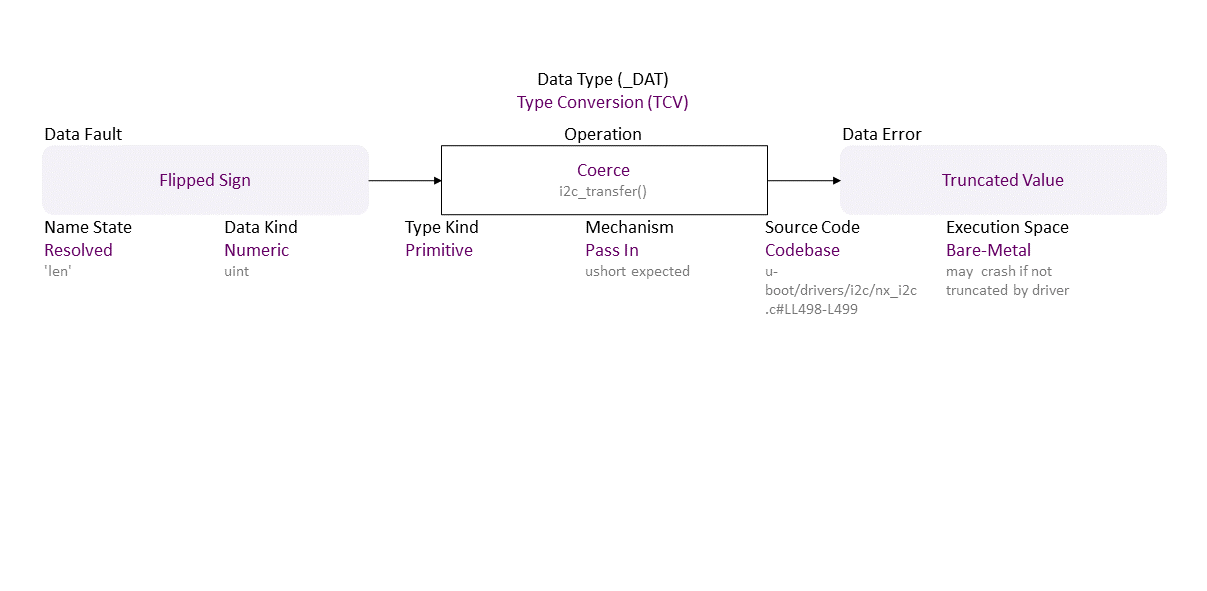 Data Type (_DAT)
Type Conversion (TCV)
Data Fault
Operation
Data Error
Flipped Sign
Coerce
i2c_transfer()
Truncated Value
Name State
Resolved
'len'
Data Kind
Numeric
uint
Type Kind
Primitive
Mechanism
Pass In
ushort expected
Source Code
Codebase
u-
boot/drivers/i2c/nx_i2c
.c#LL498-L499
Execution Space
Bare-Metal
may  crash if not
truncated by driver